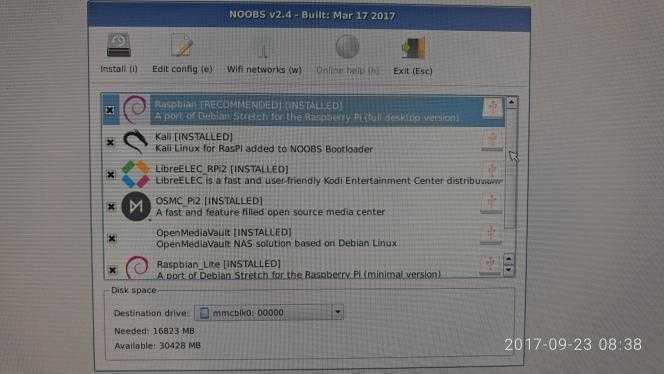 NOOBS v2.4 - Built: Mar 17 2017
Install (i) Edit config (e) Wifi networks (w) Online help (h) Exit (Esc)
Raspbian [RECOMMENDED] [INSTALLED]
A port of Debian Stretch for the Raspberry Pi (full desktop version)
Kali [INSTALLED]
Kali Linux for RasPi added to NOOBS Bootloader
LibreELEC_RPi2 [INSTALLED]
LibreELEC is a fast and user-friendly Kodi Entertainment Center
OSMC_Pi2 [INSTALLED]
A fast and feature filled open source media center
OpenMediaVault [INSTALLED]
OpenMediaVault NAS solution based on Debian Linux
Raspbian_Lite [INSTALLED]
A port of Debian Stretch for the Raspberry Pi (minimal version)
Disk space
Destination drive: mmcblk0: 00000
Needed: 16823 MB
Available: 30428 MB
2017-09-23 08:38